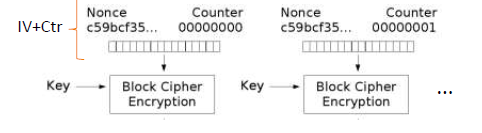 Nonce Counter Nonce Counter
IV+Ctr c59bcf35... 00000000 c59bcf35... 00000001
Key Block Cipher Encryption Key Block Cipher Encryption ...